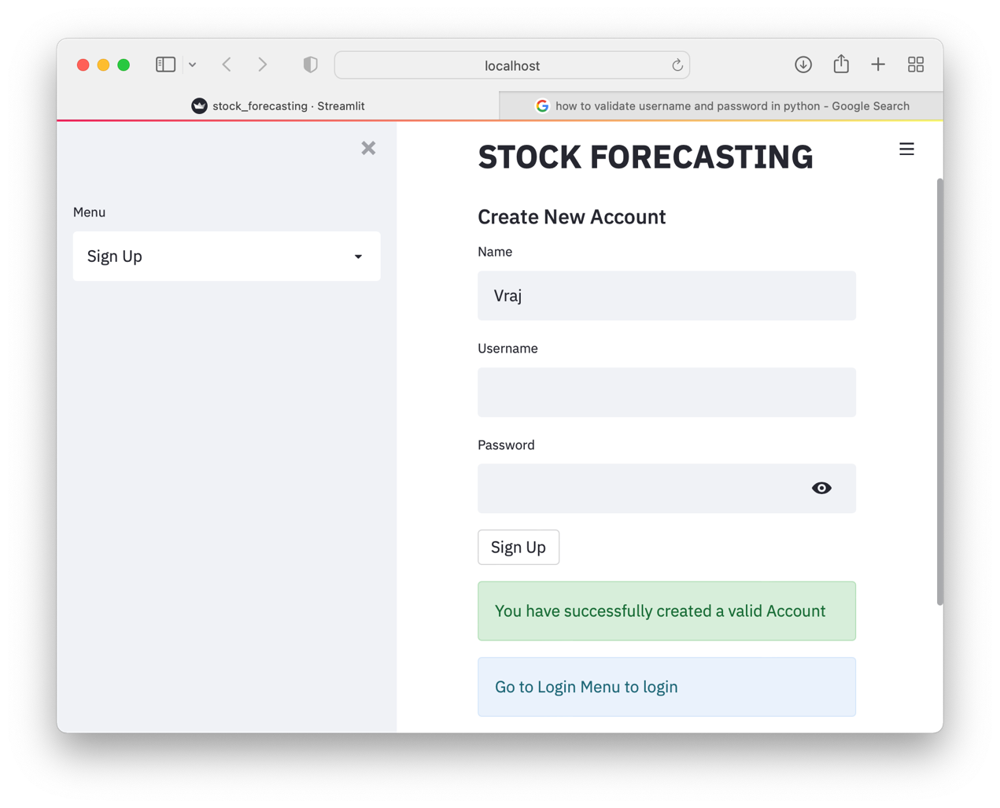 localhost
stock_forecasting · Streamlit
how to validate username and password in python - Google Search
Menu
Sign Up
STOCK FORECASTING
Create New Account
Name
Vraj
Username
Password
Sign Up
You have successfully created a valid Account
Go to Login Menu to login